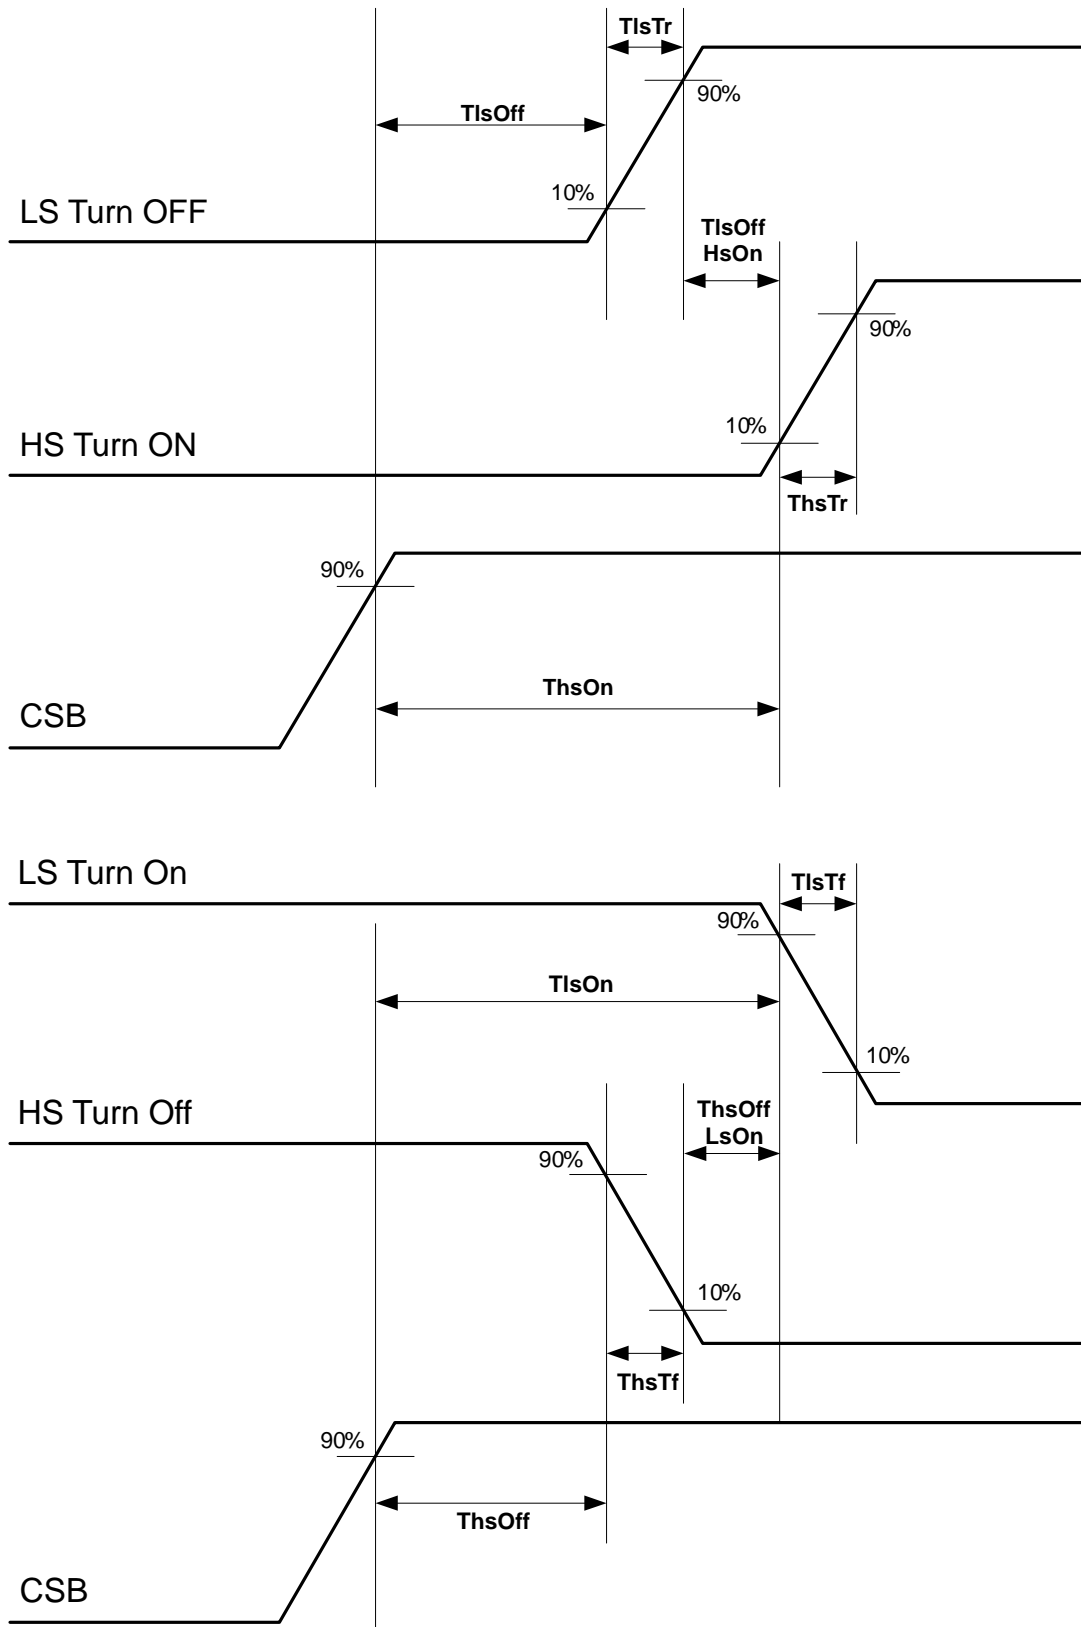 TlsTr
90%
TlsOff
10%
LS Turn OFF
TlsOff
HsOn
90%
10%
HS Turn ON
ThsTr
90%
ThsOn
CSB
LS Turn On
TlsTf
90%
TlsOn
10%
HS Turn Off
ThsOff
LsOn
90%
10%
ThsTf
90%
ThsOff
CSB